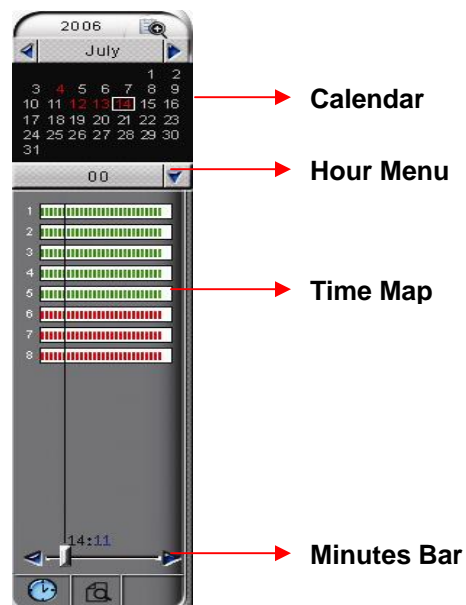 2006
July
1 2
3 4 5 6 7 8 9
10 11 12 13 14 15 16
17 18 19 20 21 22 23
24 25 26 27 28 29 30
31
Calendar
00
Hour Menu
1
2
3
4
5
Time Map
6
7
8
14:11
Minutes Bar